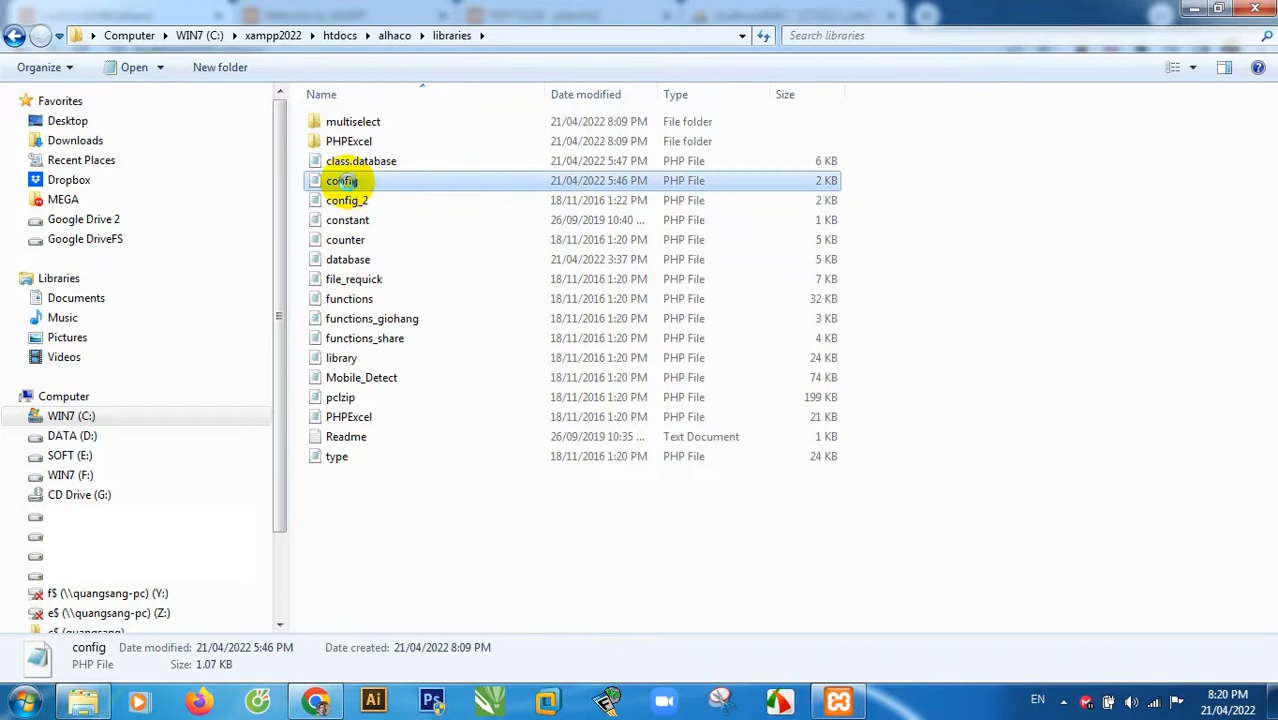 Computer WIN7 (C:) xampp2022 htdocs alhaco libraries Search libraries
Organize Open New folder
Name Date modified Type Size
multiselect 21/04/2022 8:09 PM File folder
PHPExcel 21/04/2022 8:09 PM File folder
class.database 21/04/2022 5:47 PM PHP File 6 KB
config 21/04/2022 5:46 PM PHP File 2 KB
config_2 18/11/2016 1:22 PM PHP File 2 KB
constant 26/09/2019 10:40 ... PHP File 1 KB
counter 18/11/2016 1:20 PM PHP File 5 KB
database 21/04/2022 3:37 PM PHP File 5 KB
file_requick 18/11/2016 1:20 PM PHP File 7 KB
functions 18/11/2016 1:20 PM PHP File 32 KB
functions_giohang 18/11/2016 1:20 PM PHP File 3 KB
functions_share 18/11/2016 1:20 PM PHP File 4 KB
library 18/11/2016 1:20 PM PHP File 24 KB
Mobile_Detect 18/11/2016 1:20 PM PHP File 74 KB
pclzip 18/11/2016 1:20 PM PHP File 199 KB
PHPExcel 18/11/2016 1:20 PM PHP File 21 KB
Readme 26/09/2019 10:35 ... Text Document 1 KB
type 18/11/2016 1:20 PM PHP File 24 KB
Favorites
Desktop
Downloads
Recent Places
Dropbox
MEGA
Google Drive 2
Google DriveFS
Libraries
Documents
Music
Pictures
Videos
Computer
WIN7 (C:)
DATA (D:)
SOFT (E:)
WIN7 (F:)
CD Drive (G:)
f$ (\\quangsang-pc) (Y:)
e$ (\\quangsang-pc) (Z:)
c$ (quangsang)
config Date modified: 21/04/2022 5:46 PM Date created: 21/04/2022 8:09 PM
PHP File Size: 1.07 KB
Ai Ps EN 8:20 PM
21/04/2022